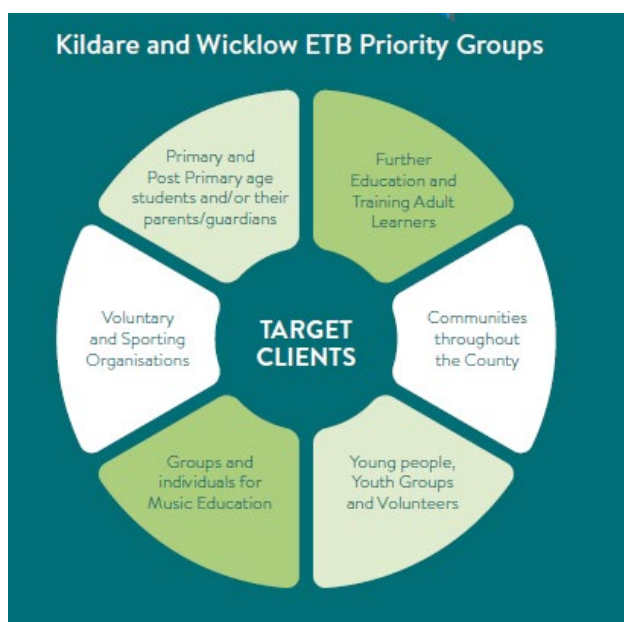 Kildare and Wicklow ETB Priority Groups
Primary and
Post Primary age
students and/or their
parents/guardians
Further
Education and
Training Adult
Learners
Voluntary
and Sporting
Organisations
TARGET
CLIENTS
Communities
throughout
the County
Groups and
individuals for
Music Education
Young people,
Youth Groups
and Volunteers